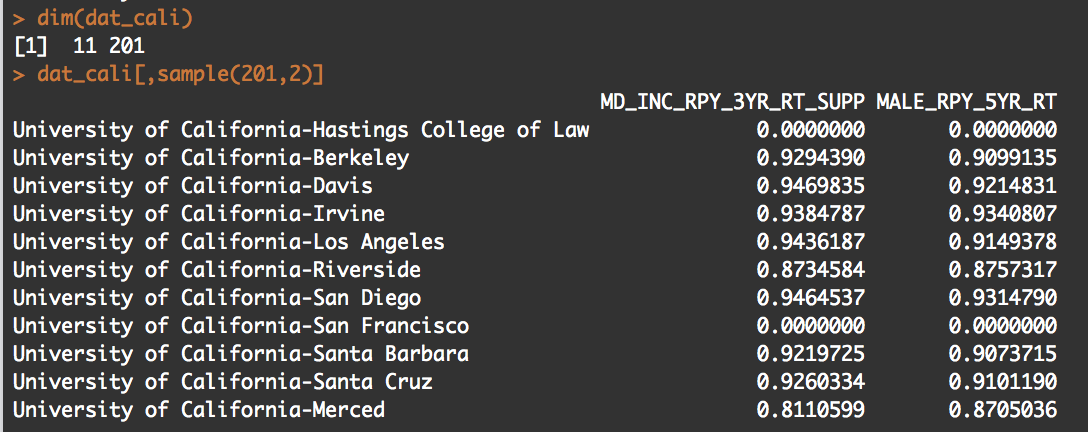 > dim(dat_cali)
[1]  11 201
> dat_cali[,sample(201,2)]
                                                  MD_INC_RPY_3YR_RT_SUPP MALE_RPY_5YR_RT
University of California-Hastings College of Law               0.0000000       0.0000000
University of California-Berkeley                              0.9294390       0.9099135
University of California-Davis                                 0.9469835       0.9214831
University of California-Irvine                                0.9384787       0.9340807
University of California-Los Angeles                           0.9436187       0.9149378
University of California-Riverside                             0.8734584       0.8757317
University of California-San Diego                             0.9464537       0.9314790
University of California-San Francisco                         0.0000000       0.0000000
University of California-Santa Barbara                         0.9219725       0.9073715
University of California-Santa Cruz                            0.9260334       0.9101190
University of California-Merced                                0.8110599       0.8705036